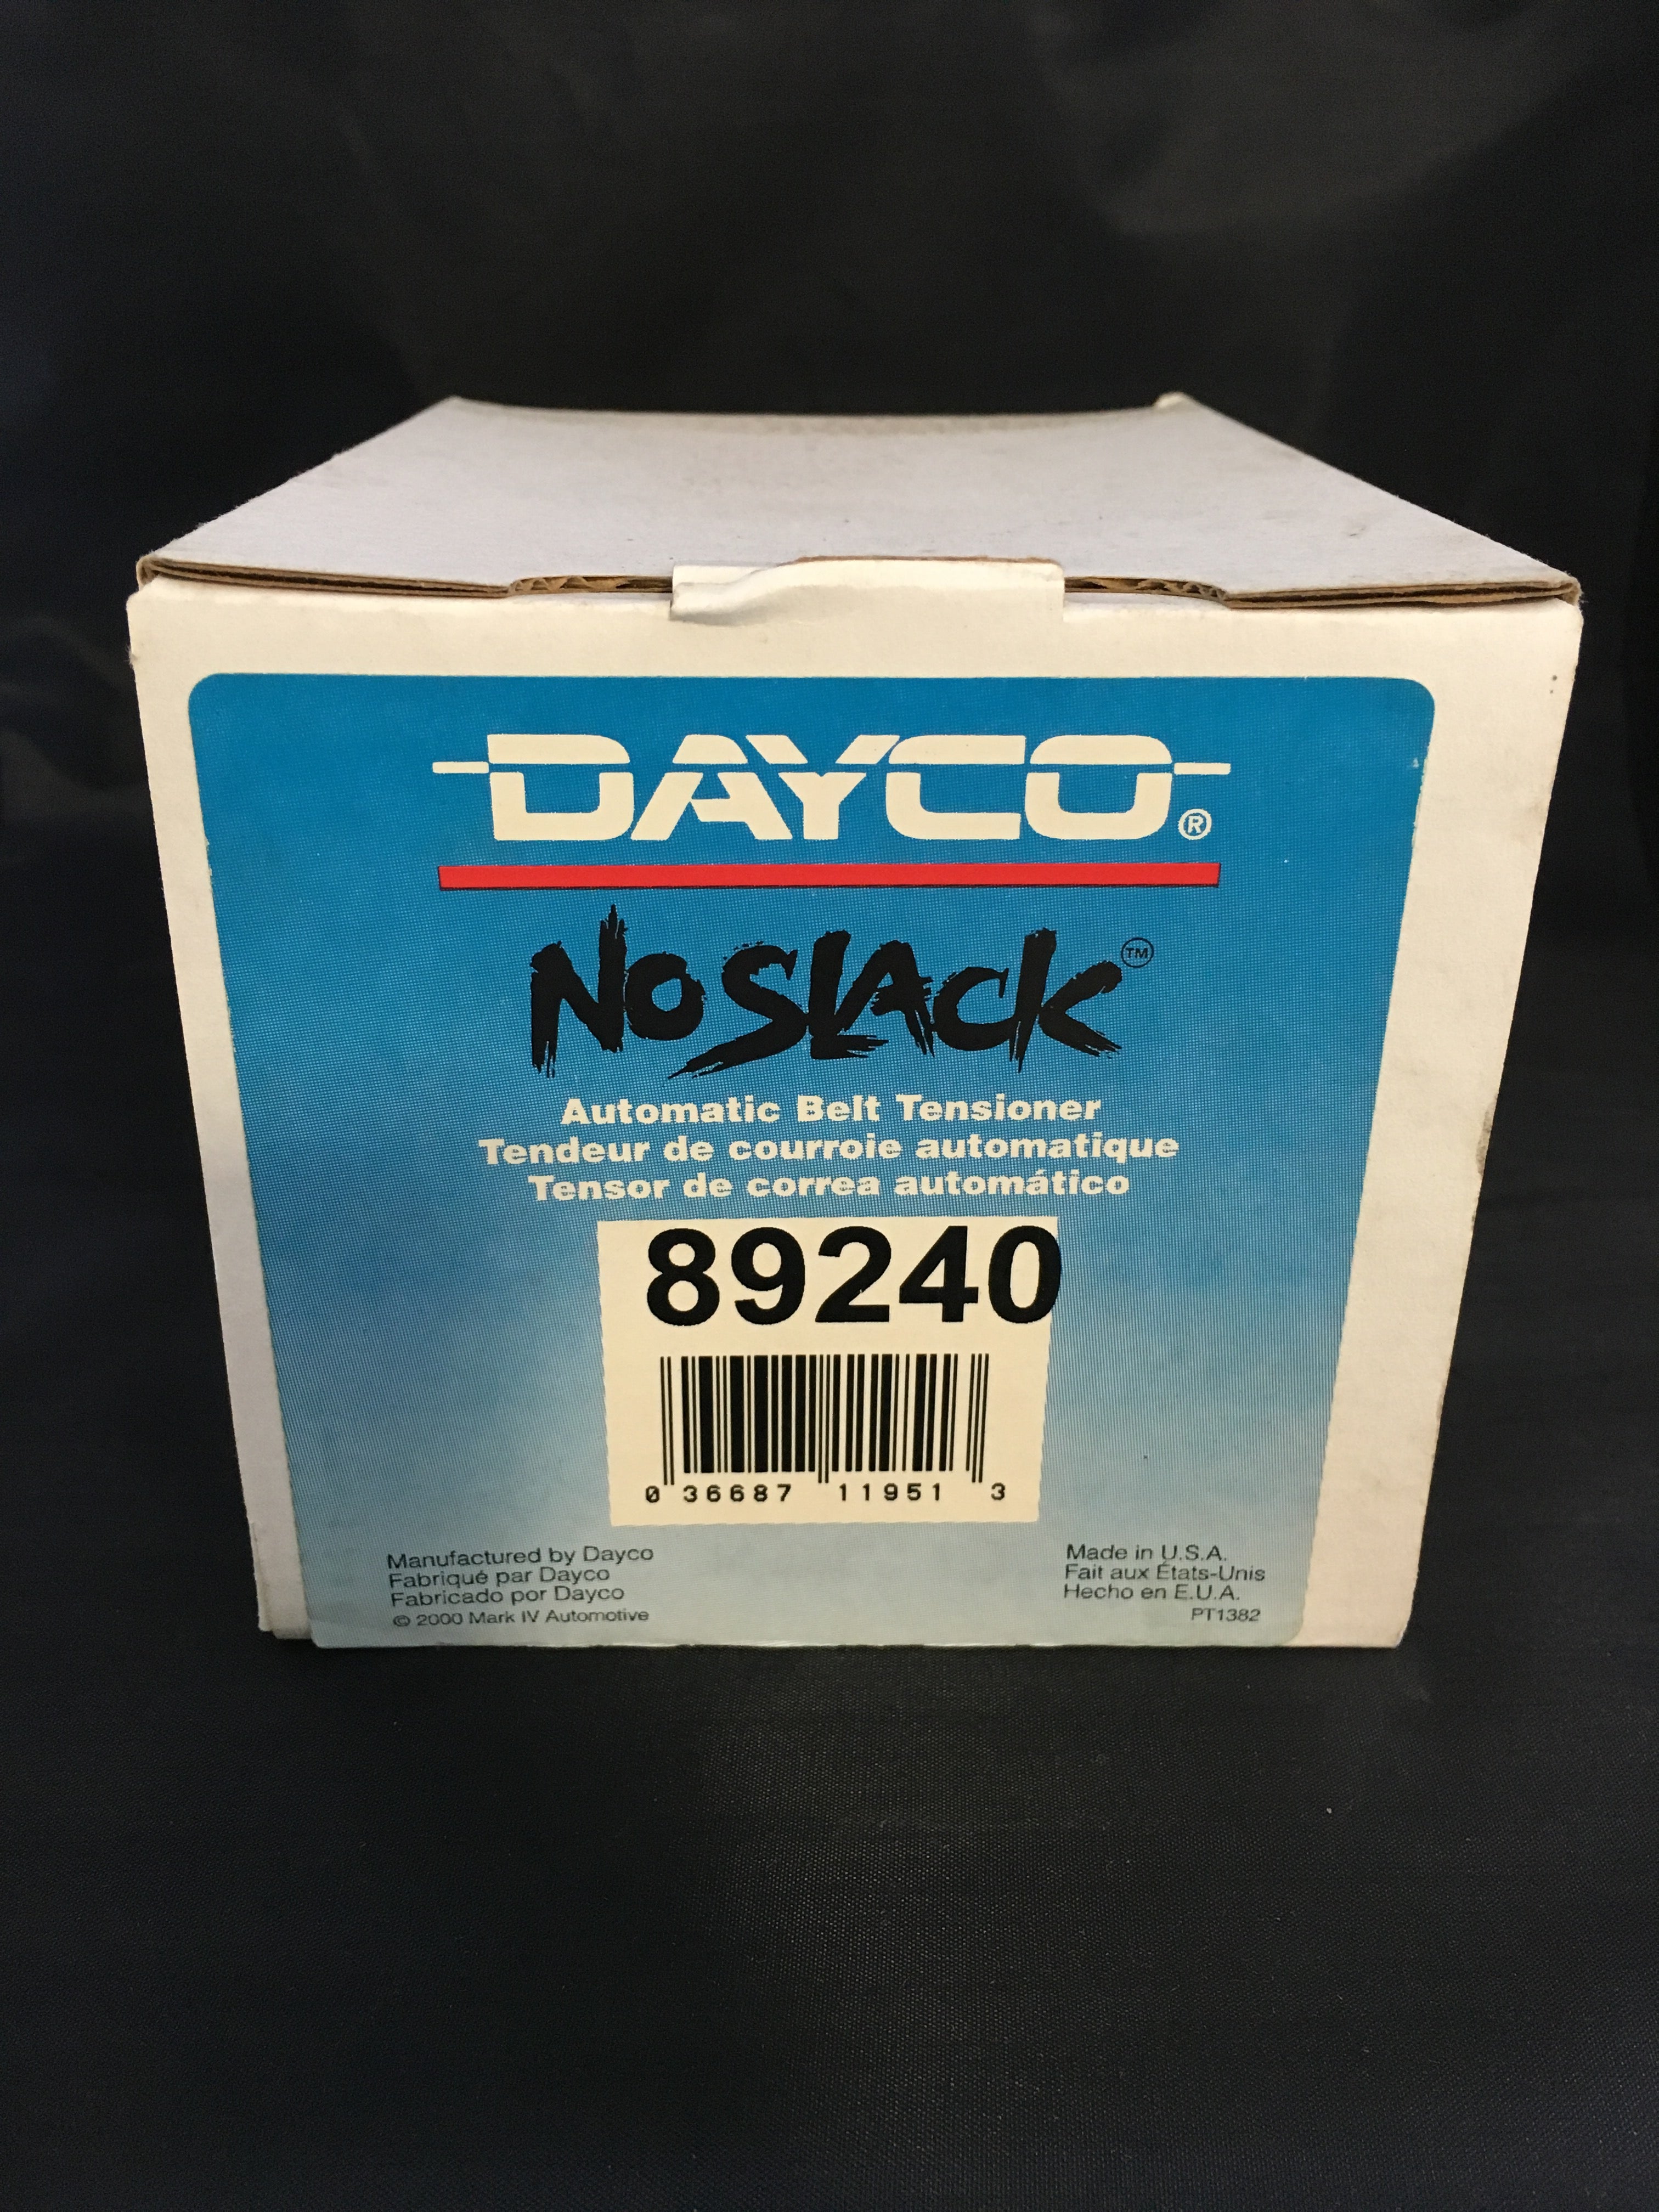 DAYCO®
NoSLACK™
Automatic Belt Tensioner
Tendeur de courroie automatique
Tensor de correa automático
89240
0 36687 11951 3
Manufactured by Dayco
Fabriqué par Dayco
Fabricado por Dayco
© 2000 Mark IV Automotive
Made in U.S.A.
Fait aux États-Unis
Hecho en E.U.A.
PT1382